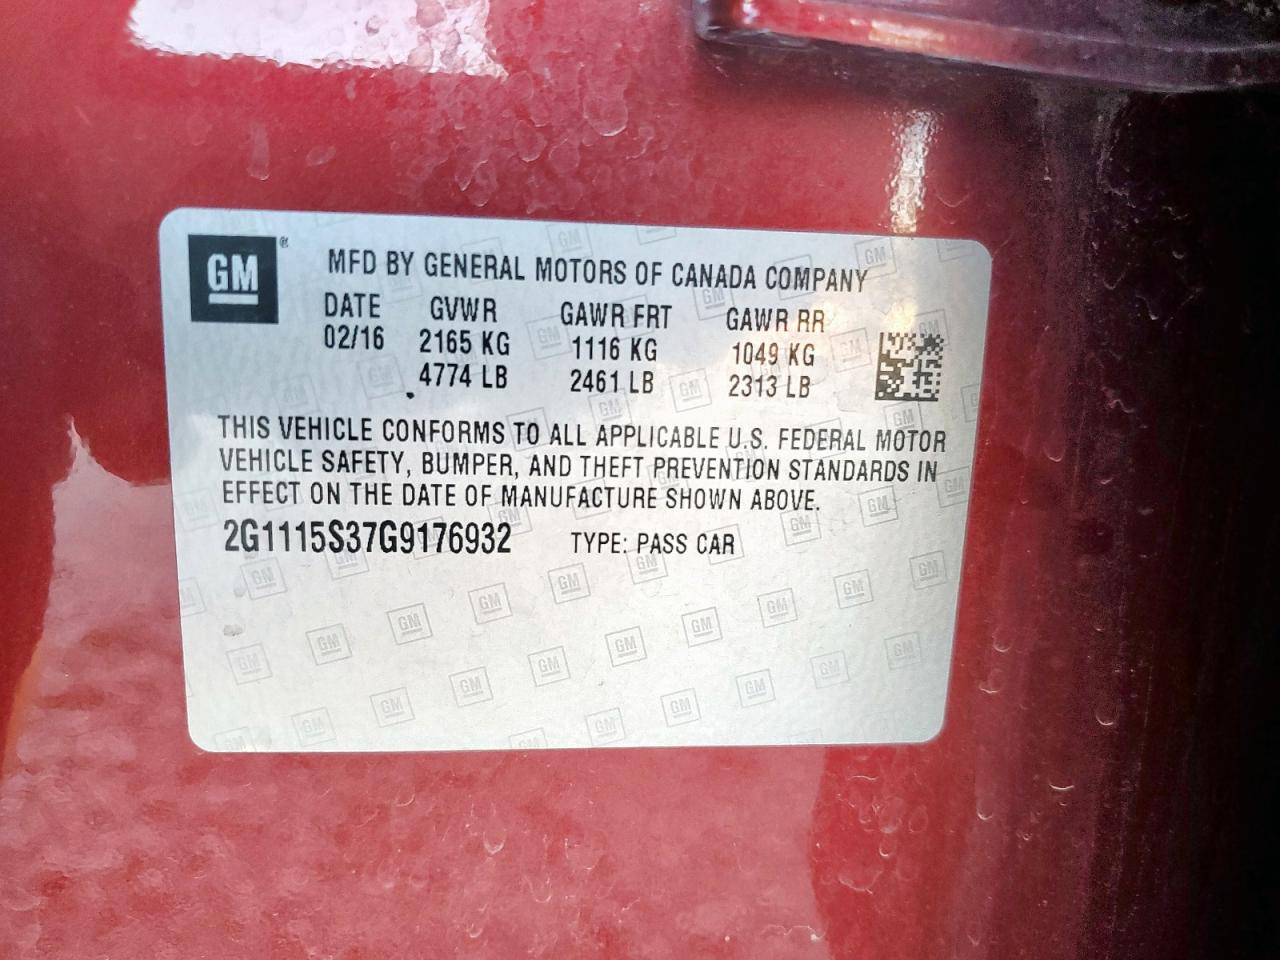 GM ®
MFD BY GENERAL MOTORS OF CANADA COMPANY
DATE GVWR GAWR FRT GAWR RR
02/16 2165 KG 1116 KG 1049 KG
4774 LB 2461 LB 2313 LB
THIS VEHICLE CONFORMS TO ALL APPLICABLE U.S. FEDERAL MOTOR
VEHICLE SAFETY, BUMPER, AND THEFT PREVENTION STANDARDS IN
EFFECT ON THE DATE OF MANUFACTURE SHOWN ABOVE.
2G1115S37G9176932 TYPE: PASS CAR